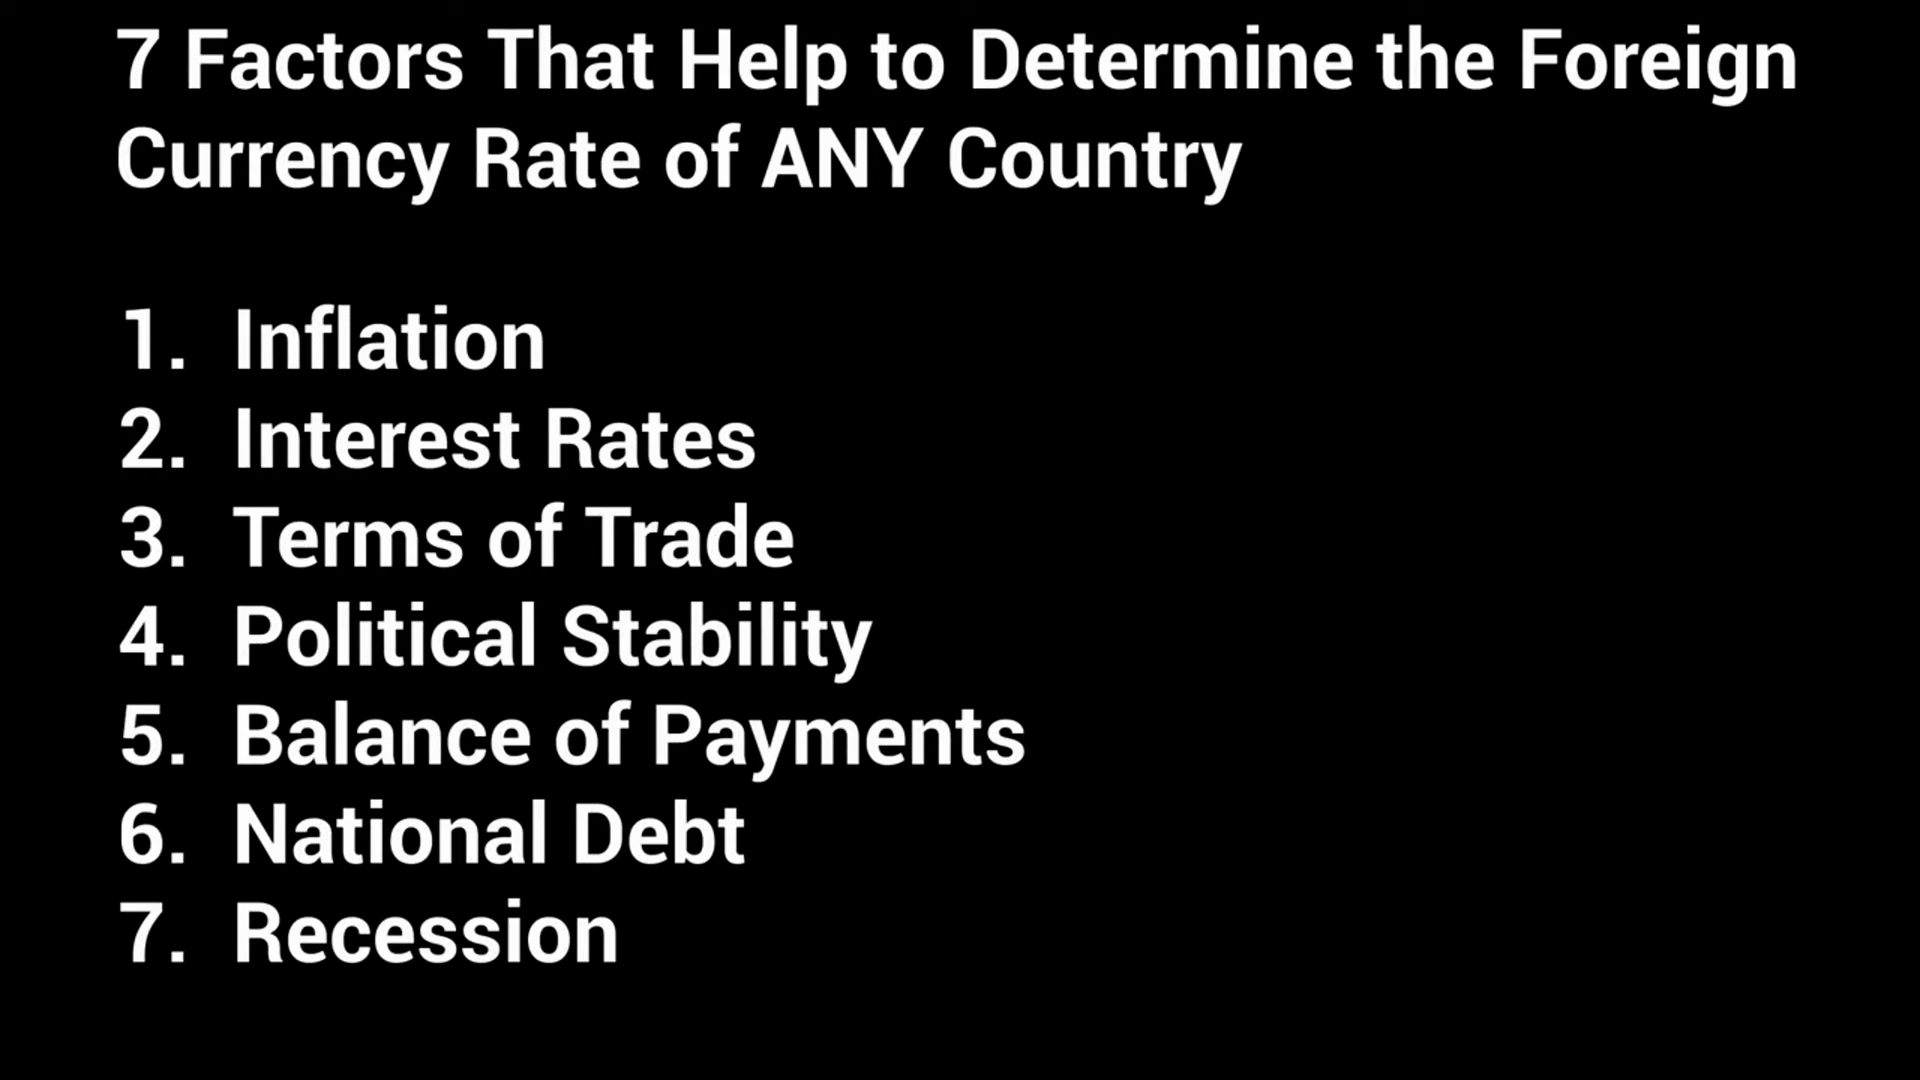 7 Factors That Help to Determine the Foreign
Currency Rate of ANY Country
1. Inflation
2. Interest Rates
3. Terms of Trade
4. Political Stability
5. Balance of Payments
6. National Debt
7. Recession